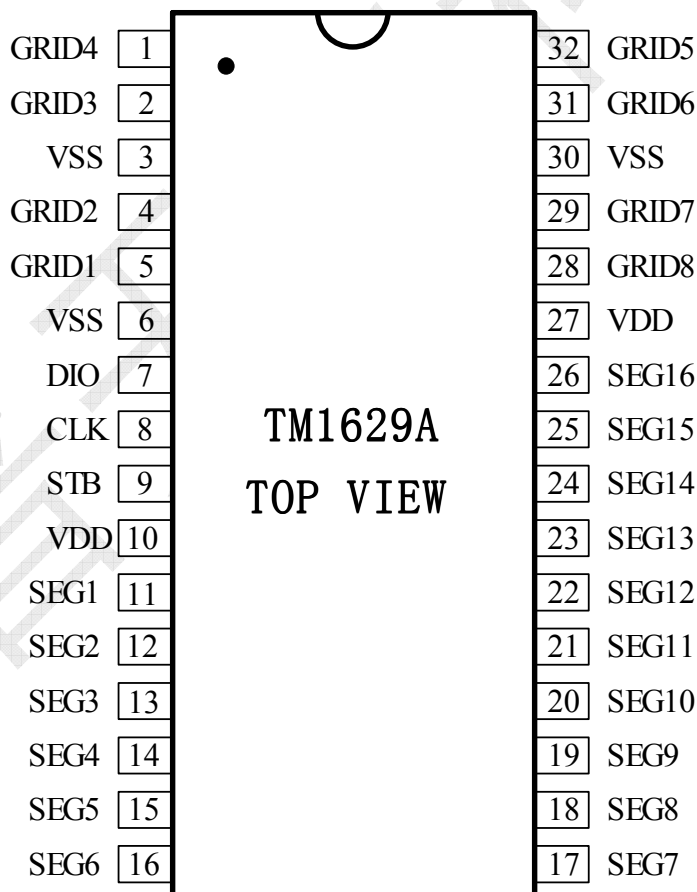 GRID4 1 32 GRID5
GRID3 2 31 GRID6
VSS 3 30 VSS
GRID2 4 29 GRID7
GRID1 5 28 GRID8
VSS 6 27 VDD
DIO 7 26 SEG16
CLK 8 TM1629A 25 SEG15
STB 9 TOP VIEW 24 SEG14
VDD 10 23 SEG13
SEG1 11 22 SEG12
SEG2 12 21 SEG11
SEG3 13 20 SEG10
SEG4 14 19 SEG9
SEG5 15 18 SEG8
SEG6 16 17 SEG7